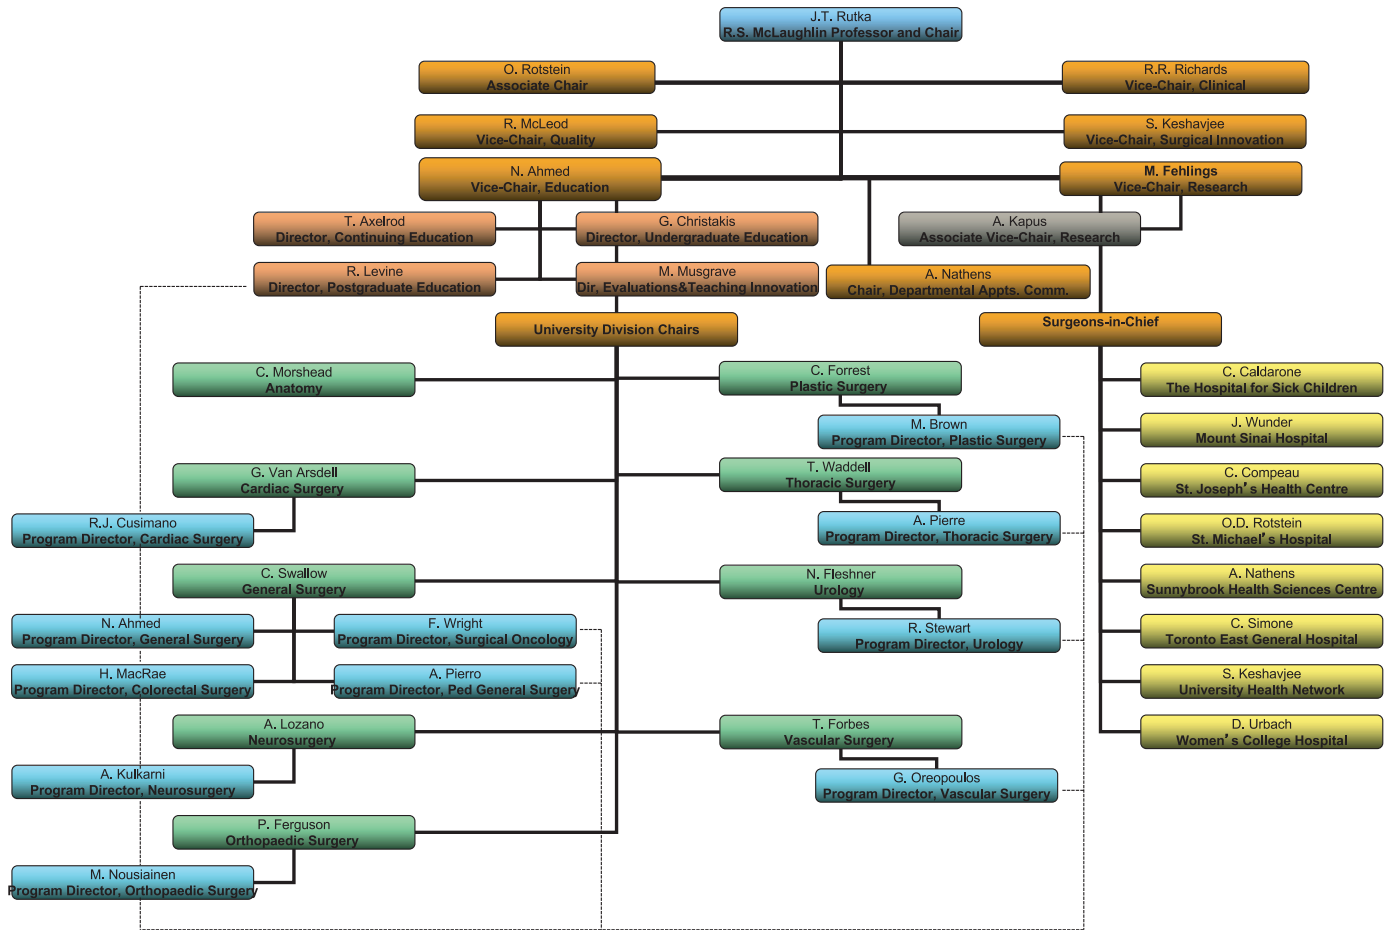 J.T. Rutka
R.S. McLaughlin Professor and Chair
O. Rotstein
Associate Chair
R.R. Richards
Vice-Chair, Clinical
R. McLeod
Vice-Chair, Quality
S. Keshavjee
Vice-Chair, Surgical Innovation
N. Ahmed
Vice-Chair, Education
M. Fehlings
Vice-Chair, Research
T. Axelrod
Director, Continuing Education
G. Christakis
Director, Undergraduate Education
A. Kapus
Associate Vice-Chair, Research
R. Levine
Director, Postgraduate Education
M. Musgrave
Dir, Evaluations&Teaching Innovation
A. Nathens
Chair, Departmental Appts. Comm.
University Division Chairs
Surgeons-in-Chief
C. Morshead
Anatomy
C. Forrest
Plastic Surgery
C. Caldarone
The Hospital for Sick Children
M. Brown
Program Director, Plastic Surgery
J. Wunder
Mount Sinai Hospital
G. Van Arsdell
Cardiac Surgery
T. Waddell
Thoracic Surgery
C. Compeau
St. Joseph's Health Centre
R.J. Cusimano
Program Director, Cardiac Surgery
A. Pierre
Program Director, Thoracic Surgery
O.D. Rotstein
St. Michael's Hospital
C. Swallow
General Surgery
N. Fleshner
Urology
A. Nathens
Sunnybrook Health Sciences Centre
N. Ahmed
Program Director, General Surgery
F. Wright
Program Director, Surgical Oncology
R. Stewart
Program Director, Urology
C. Simone
Toronto East General Hospital
H. MacRae
Program Director, Colorectal Surgery
A. Pierro
Program Director, Ped General Surgery
S. Keshavjee
University Health Network
A. Lozano
Neurosurgery
T. Forbes
Vascular Surgery
D. Urbach
Women's College Hospital
A. Kulkarni
Program Director, Neurosurgery
G. Oreopoulos
Program Director, Vascular Surgery
P. Ferguson
Orthopaedic Surgery
M. Nousiainen
Program Director, Orthopaedic Surgery